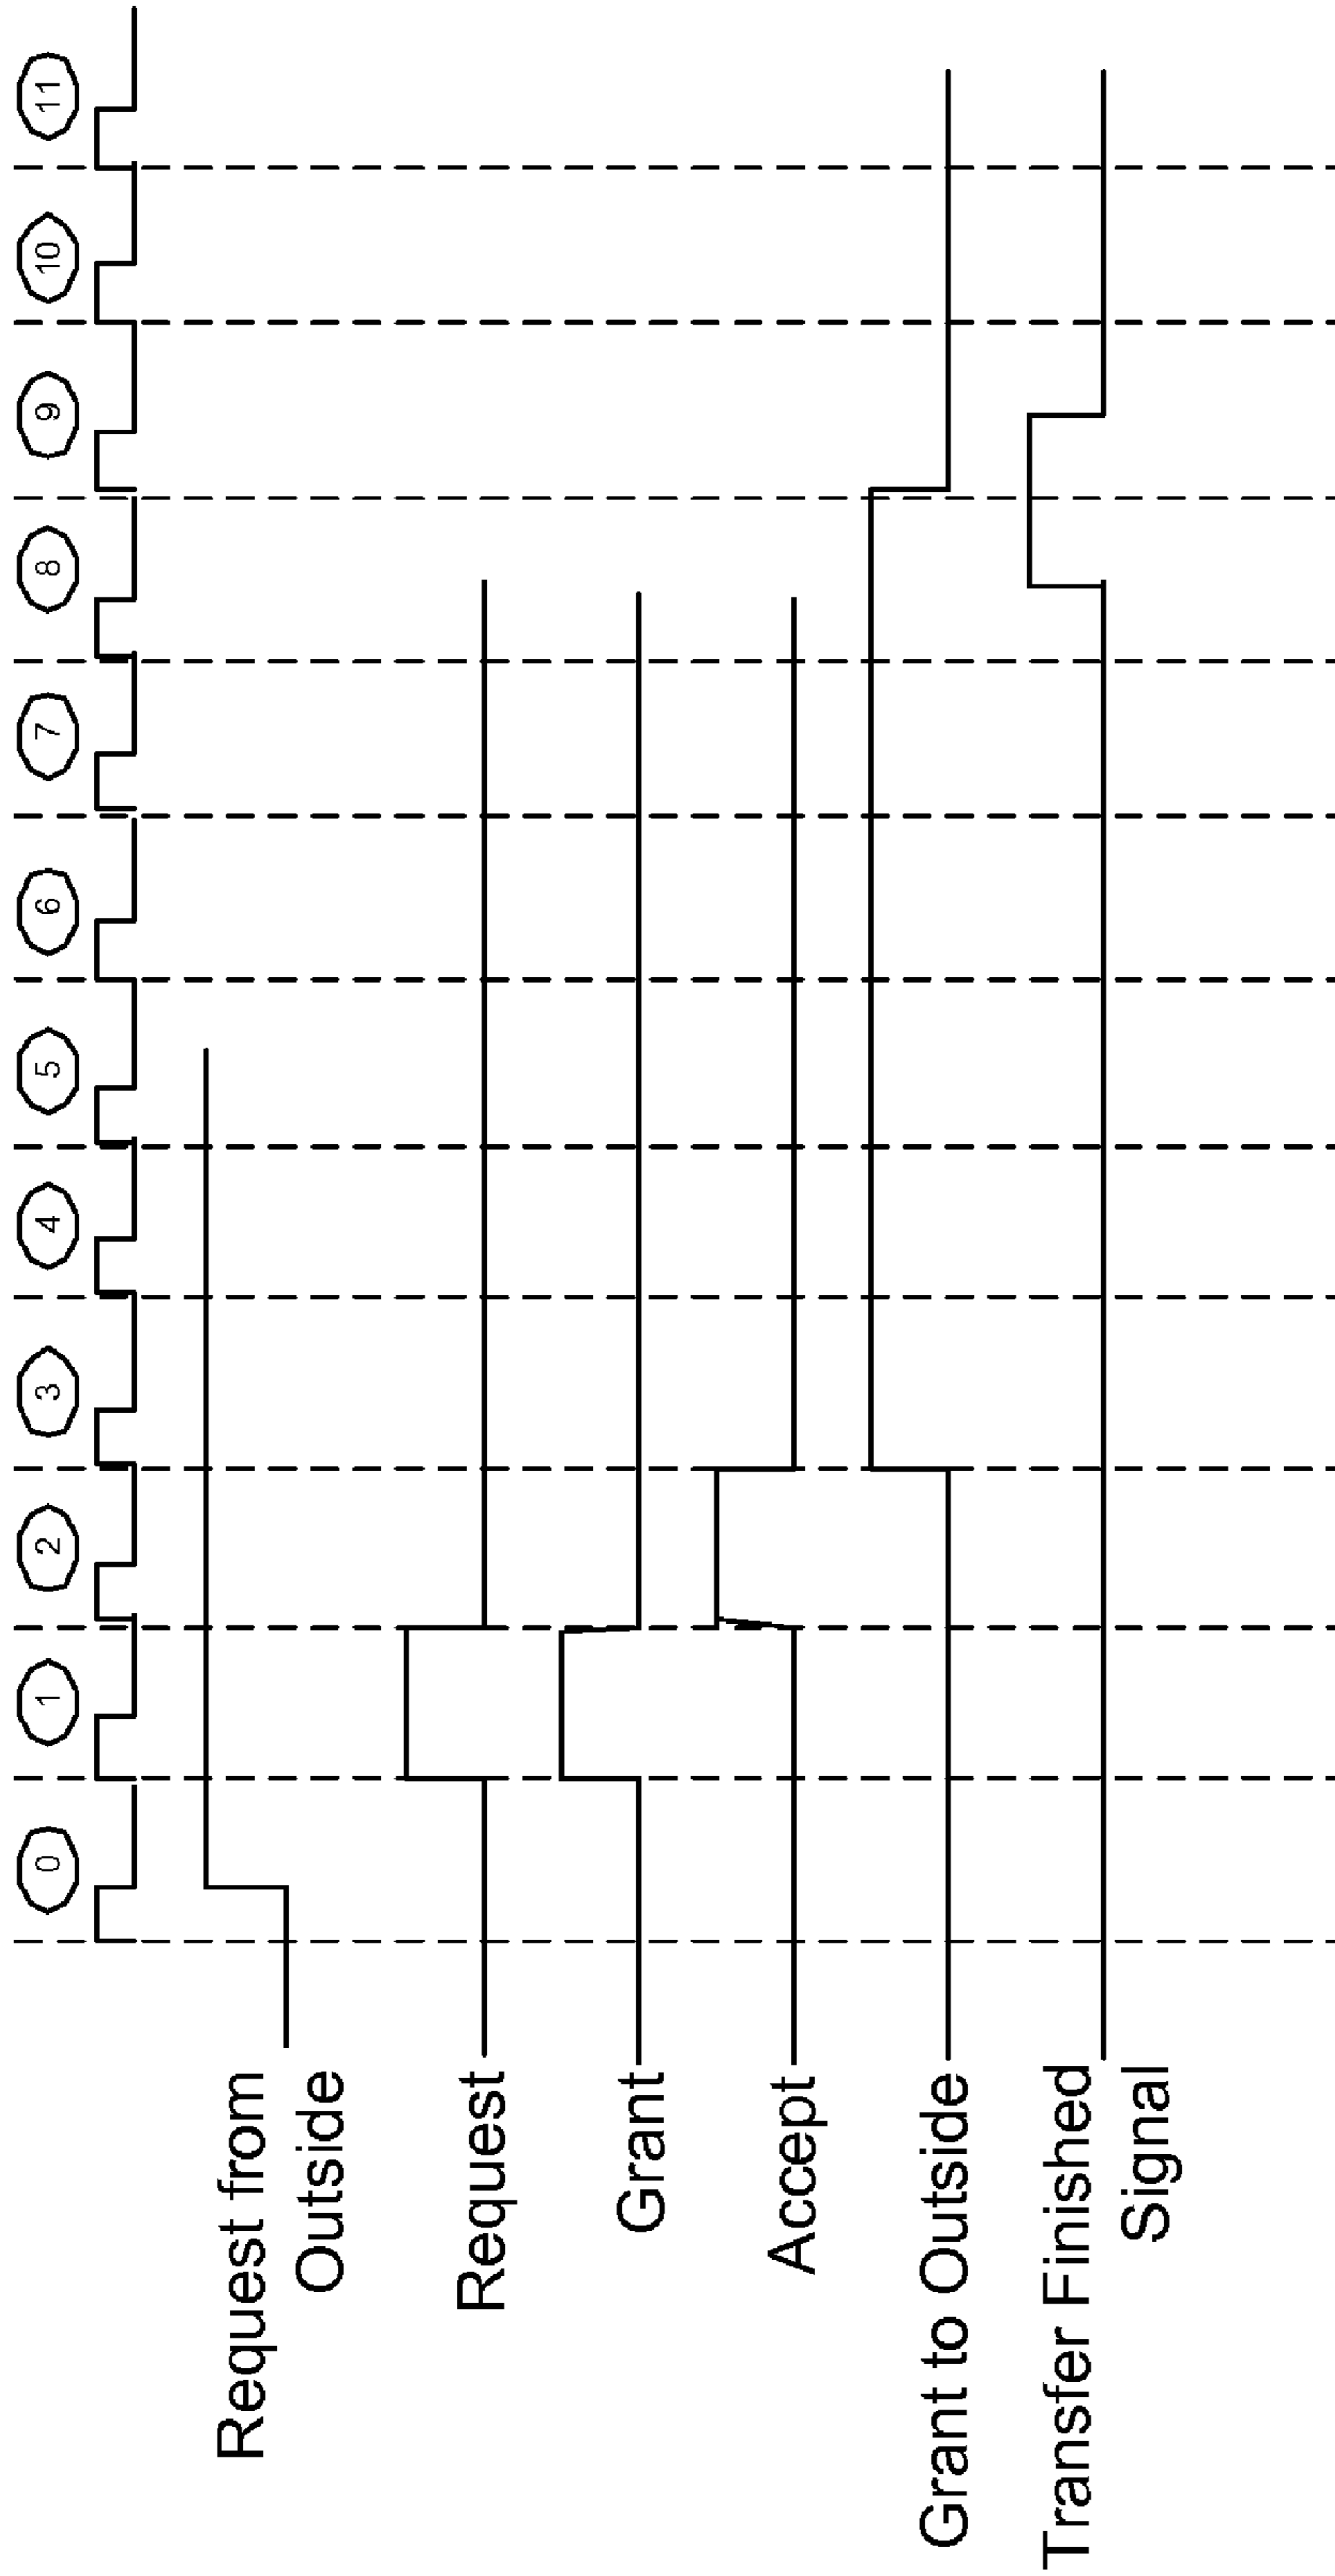 0 1 2 3 4 5 6 7 8 9 10 11
Request from
Outside
Request
Grant
Accept
Grant to Outside
Transfer Finished
Signal